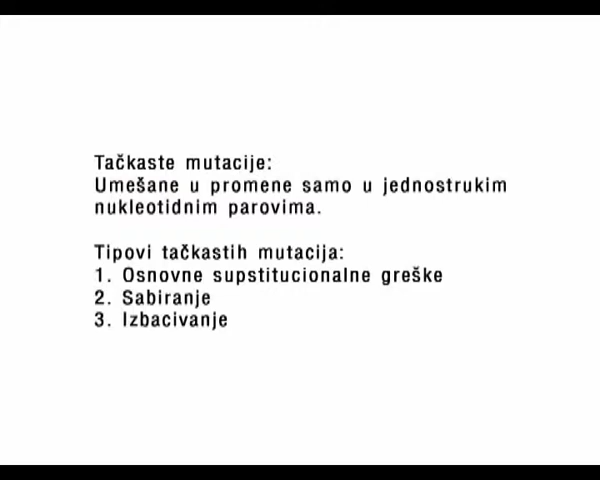 Tačkaste mutacije:
Umešane u promene samo u jednostrukim
nukleotidnim parovima.
Tipovi tačkastih mutacija:
1. Osnovne supstitucionalne greške
2. Sabiranje
3. Izbacivanje